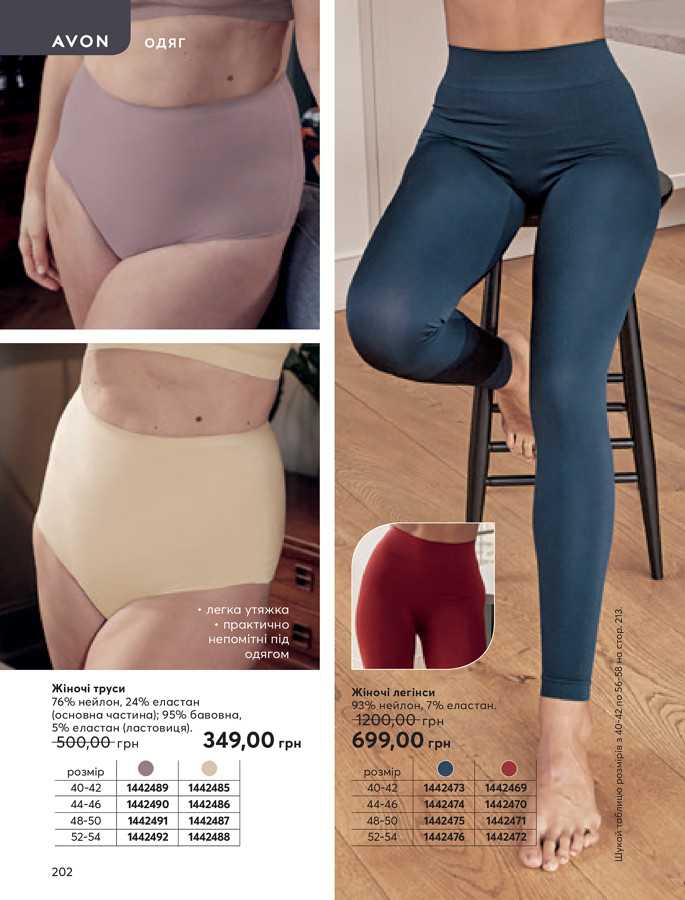 AVON
ОДЯГ
• легка утяжка
• практично
непомітні під
одягом
Жіночі труси
76% нейлон, 24% еластан
(основна частина); 95% бавовна,
5% еластан (ластовиця).
500,00 грн
349,00 грн
розмір
40-42 1442489 1442485
44-46 1442490 1442486
48-50 1442491 1442487
52-54 1442492 1442488
202
Жіночі легінси
93% нейлон, 7% еластан.
1200,00 грн
699,00 грн
розмір
40-42 1442473 1442469
44-46 1442474 1442470
48-50 1442475 1442471
52-54 1442476 1442472
Шукай таблицю розмірів з 40-42 по 56-58 на стор. 213.